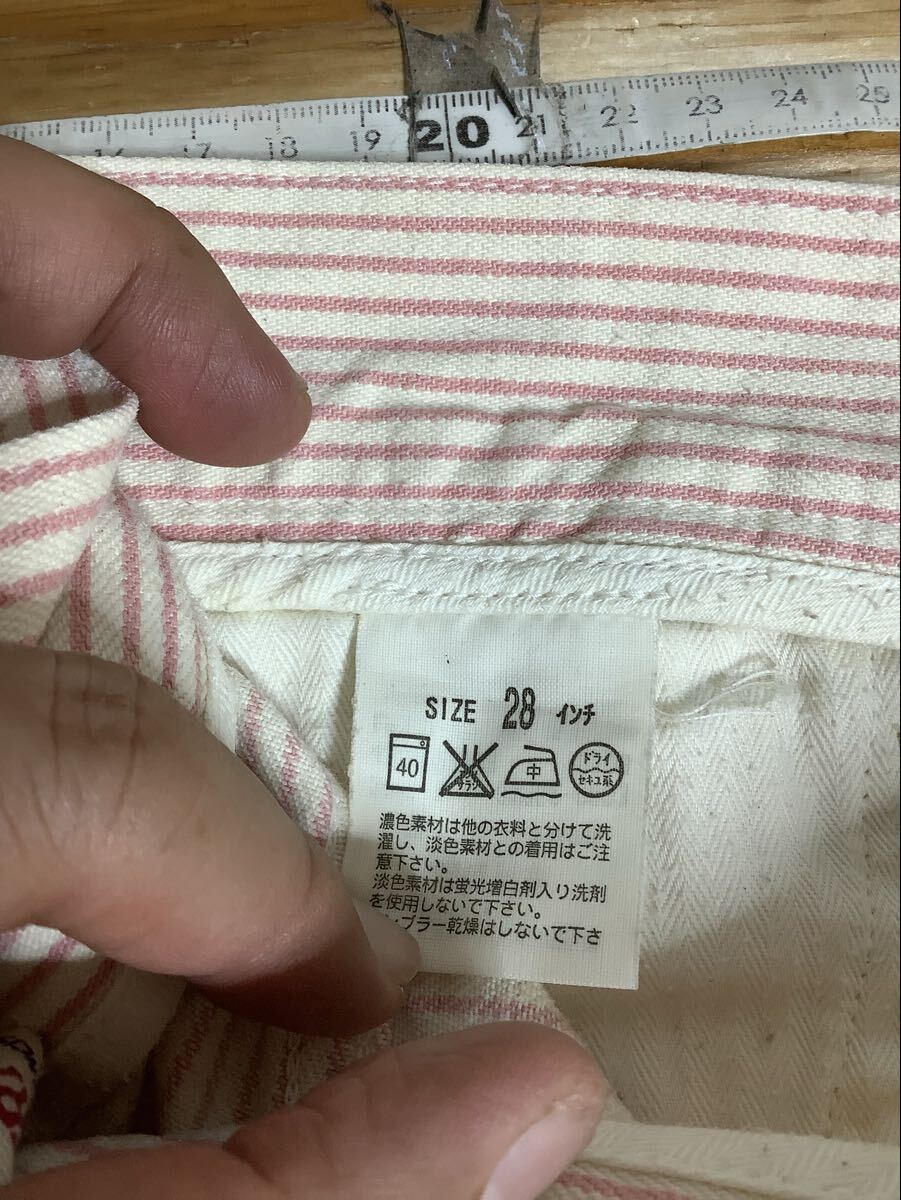 16 17 18 19 20 21 22 23 24 25
SIZE 28 インチ
40 中 ドライ セキユ系
濃色素材は他の衣料と分けて洗
濯し、淡色素材との着用はご注
意下さい。
淡色素材は蛍光増白剤入り洗剤
を使用しないで下さい。
ンブラー乾燥はしないで下さ